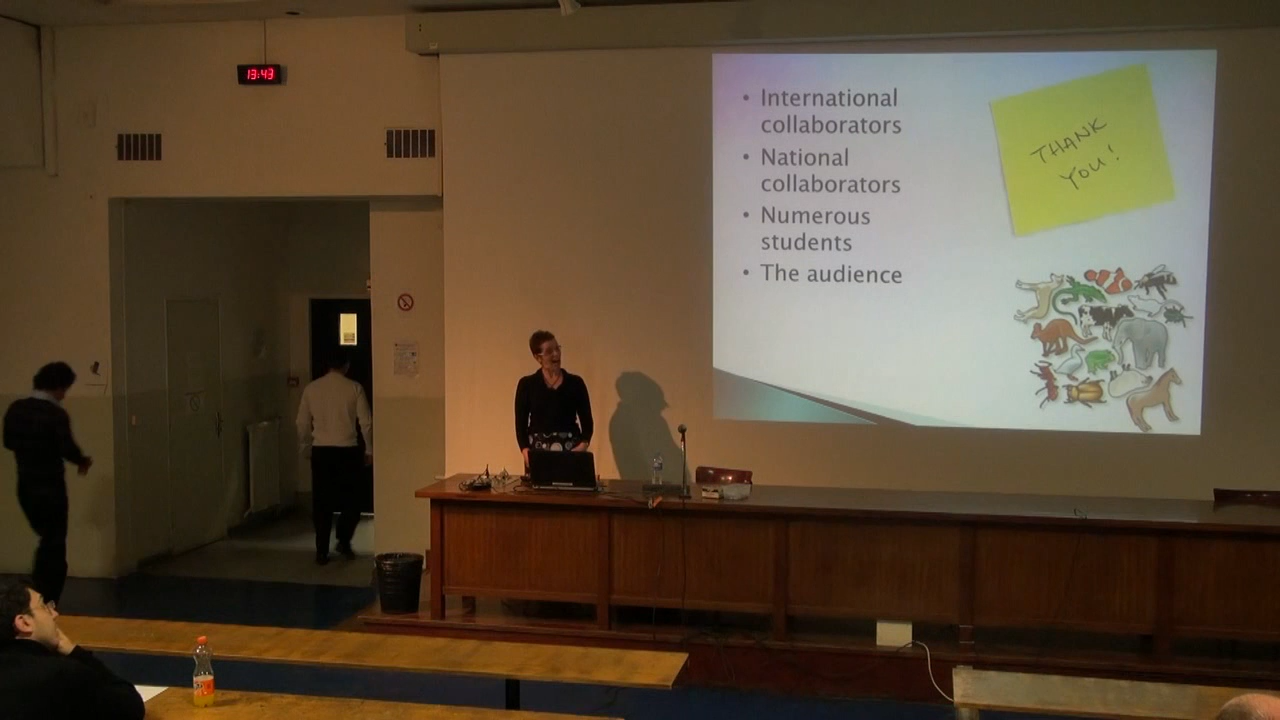 13:43
• International
collaborators
• National
collaborators
• Numerous
students
• The audience
THANK
YOU!